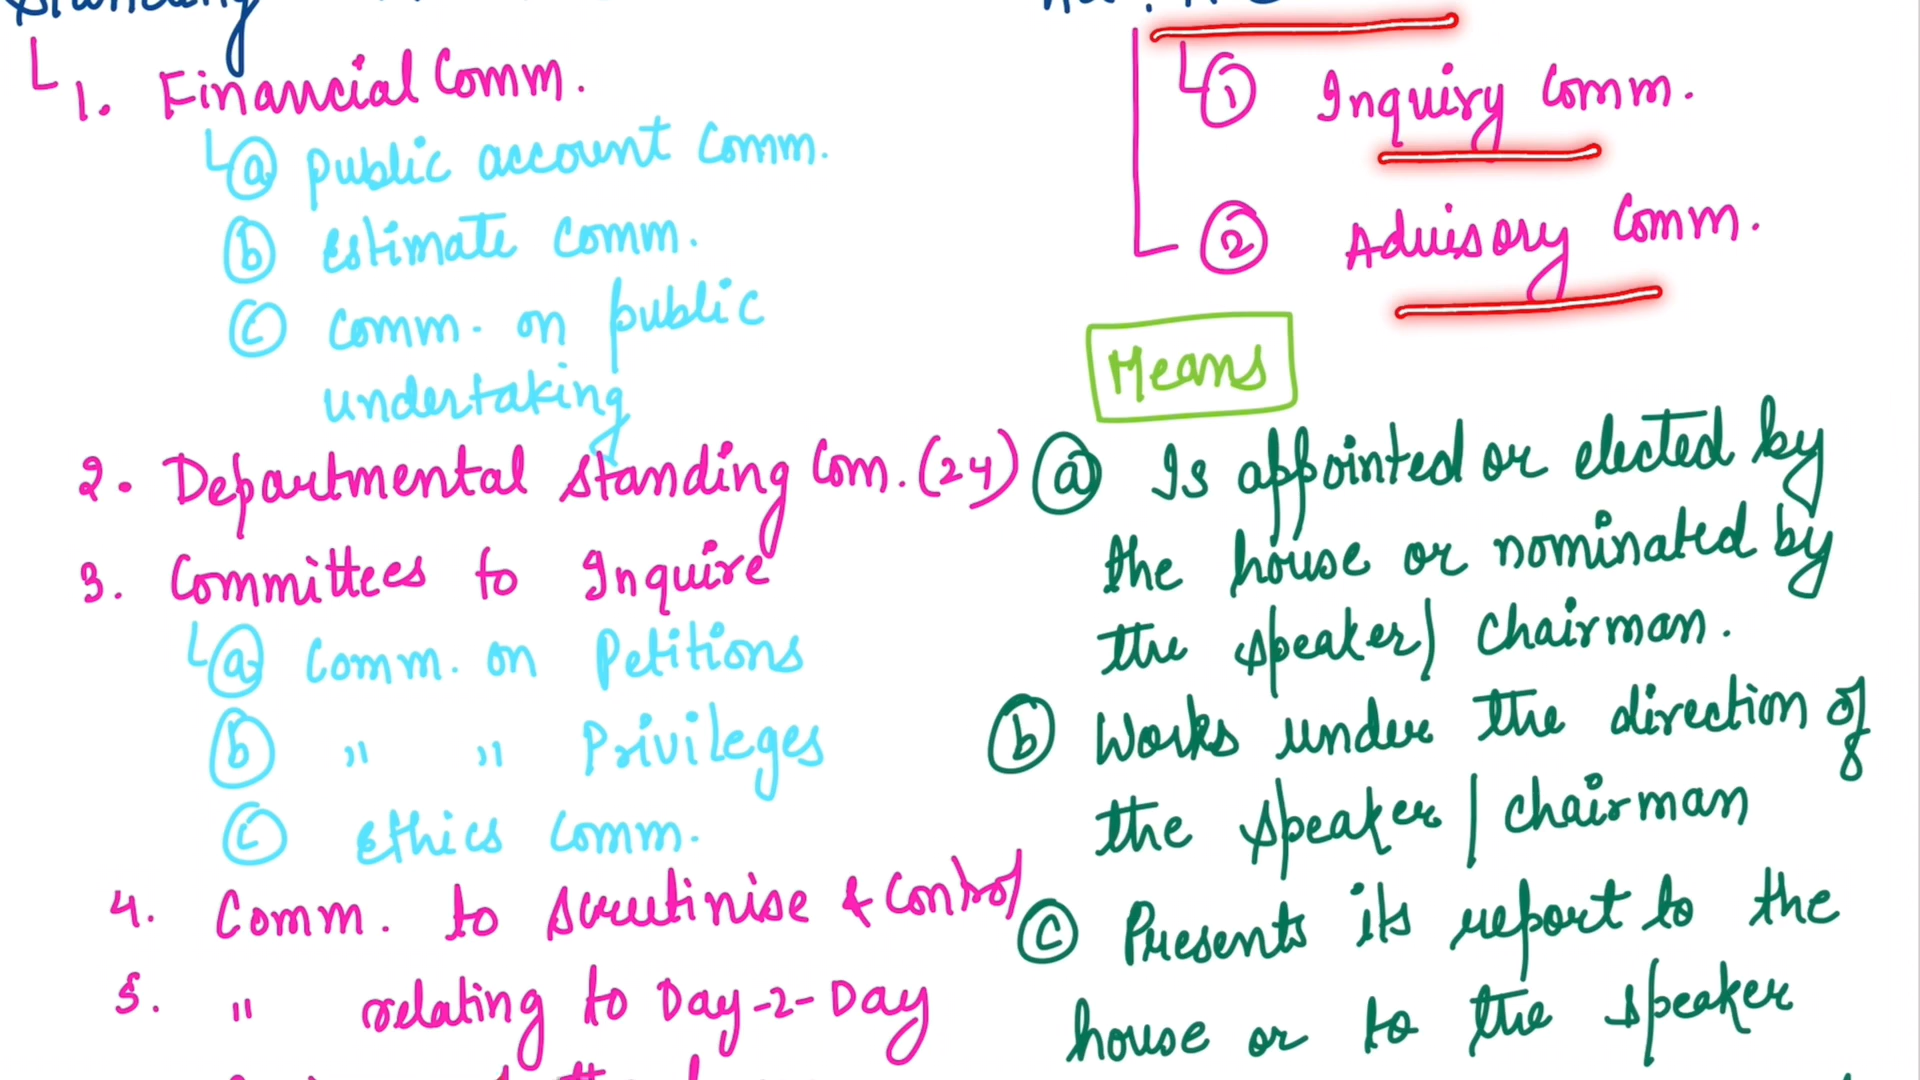 Standing
1. Financial Comm.
a public account comm.
b Estimate comm.
c comm. on public
undertaking
2. Departmental standing Com. (24)
3. Committees to Inquire
a Comm. on Petitions
b " " Privileges
c Ethics Comm.
4. Comm. to scrutinise & Control
5. " relating to Day-2-Day
1 Inquiry Comm.
2 Advisory Comm.
Means
a Is appointed or elected by
the house or nominated by
the speaker/ chairman.
b Works under the direction of
the speaker / chairman
c Presents its report to the
house or to the speaker